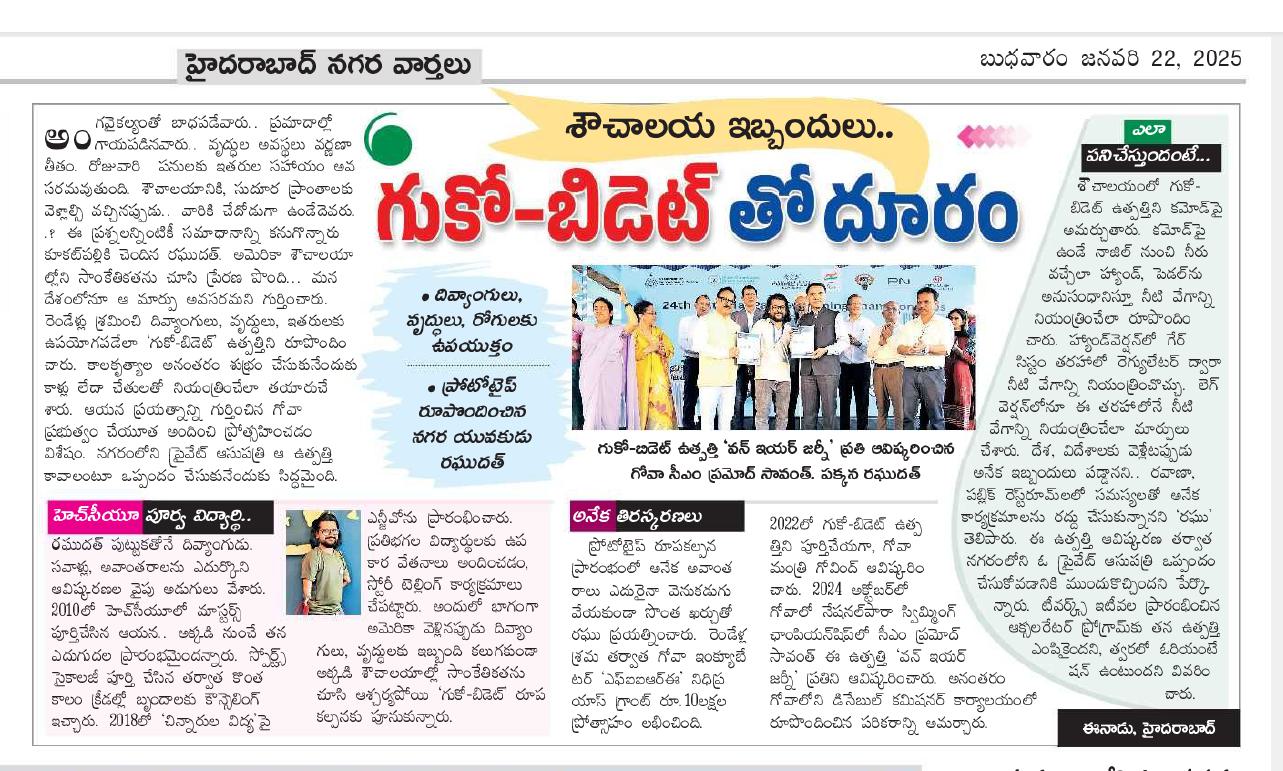 హైదరాబాద్ నగర వార్తలు
బుధవారం జనవరి 22, 2025
శౌచాలయ ఇబ్బందులు..
గుకో-బిడెట్ తో దూరం
అంగవైకల్యంతో బాధపడేవారు.. ప్రమాదాల్లో
గాయపడినవారు.. వృద్ధుల అవస్థలు వర్ణణా
తీతం. రోజువారి పనులకు ఇతరుల సహాయం అవ
సరమవుతుంది. శౌచాలయానికి, సుదూర ప్రాంతాలకు
వెళ్లాల్సి వచ్చినప్పుడు.. వారికి చేదోడుగా ఉండేదెవరు.
.? ఈ ప్రశ్నలన్నింటికీ సమాధానాన్ని కనుగొన్నారు
కూకట్‌పల్లికి చెందిన రఘుదత్. అమెరికా శౌచాలయా
ల్లోని సాంకేతికతను చూసి ప్రేరణ పొంది... మన
దేశంలోనూ ఆ మార్పు అవసరమని గుర్తించారు.
రెండేళ్లు శ్రమించి దివ్యాంగులు, వృద్ధులు, ఇతరులకు
ఉపయోగపడేలా ‘గుకో-బిడెట్’ ఉత్పత్తిని రూపొందిం
చారు. కాలకృత్యాల అనంతరం శుభ్రం చేసుకునేందుకు
కాళ్లు లేదా చేతులతో నియంత్రించేలా తయారుచే
శారు. ఆయన ప్రయత్నాన్ని గుర్తించిన గోవా
ప్రభుత్వం చేయూత అందించి ప్రోత్సహించడం
విశేషం. నగరంలోని ప్రైవేట్ ఆసుపత్రి ఆ ఉత్పత్తి
కావాలంటూ ఒప్పందం చేసుకునేందుకు సిద్ధమైంది.
• దివ్యాంగులు,
వృద్ధులు, రోగులకు
ఉపయుక్తం
• ప్రోటోటైప్
రూపొందించిన
నగర యువకుడు
రఘుదత్
24th
PN
గుకో-బిడెట్ ఉత్పత్తి ‘వన్ ఇయర్ జర్నీ’ ప్రతి ఆవిష్కరించిన
గోవా సీఎం ప్రమోద్ సావంత్. పక్కన రఘుదత్
హెచ్‌సీయూ పూర్వ విద్యార్థి..
రఘుదత్ పుట్టుకతోనే దివ్యాంగుడు.
సవాళ్లు, అవాంతరాలను ఎదుర్కొని
ఆవిష్కరణల వైపు అడుగులు వేశారు.
2010లో హెచ్‌సీయూలో మాస్టర్స్
పూర్తిచేసిన ఆయన.. అక్కడి నుంచే తన
ఎదుగుదల ప్రారంభమైందన్నారు. స్పోర్ట్స్
సైకాలజీ పూర్తి చేసిన తర్వాత కొంత
కాలం క్రీడల్లో బృందాలకు కౌన్సెలింగ్
ఇచ్చారు. 2018లో ‘చిన్నారుల విద్య’పై
ఎన్జీవోను ప్రారంభించారు.
ప్రతిభగల విద్యార్థులకు ఉప
కార వేతనాలు అందించడం,
స్టోరీ టెల్లింగ్ కార్యక్రమాలు
చేపట్టారు. అందులో బాగంగా
అమెరికా వెళ్లినప్పుడు దివ్యాం
గులు, వృద్ధులకు ఇబ్బంది కలుగకుండా
అక్కడి శౌచాలయాల్లో సాంకేతికతను
చూసి ఆశ్చర్యపోయి ‘గుకో-బిడెట్’ రూప
కల్పనకు పూనుకున్నారు.
అనేక తిరస్కరణలు
ప్రోటోటైప్ రూపకల్పన
ప్రారంభంలో అనేక అవాంత
రాలు ఎదురైనా వెనుకడుగు
వేయకుండా సొంత ఖర్చుతో
రఘు ప్రయత్నించారు. రెండేళ్ల
శ్రమ తర్వాత గోవా ఇంక్యూబే
టర్ ‘ఎఫ్ఐఐఆర్ఈ’ నిధిప్ర
యాస్ గ్రాంట్ రూ.10లక్షల
ప్రోత్సాహం లభించింది.
2022లో గుకో-బిడెట్ ఉత్ప
త్తిని పూర్తిచేయగా, గోవా
మంత్రి గోవింద్ ఆవిష్కరిం
చారు. 2024 అక్టోబర్‌లో
గోవాలో నేషనల్‌పారా స్విమ్మింగ్
ఛాంపియన్‌షిప్‌లో సీఎం ప్రమోద్
సావంత్ ఈ ఉత్పత్తి ‘వన్ ఇయర్
జర్నీ’ ప్రతిని ఆవిష్కరించారు. అనంతరం
గోవాలోని డిసేబుల్ కమిషనర్ కార్యాలయంలో
రూపొందించిన పరికరాన్ని అమర్చారు.
ఎలా
పనిచేస్తుందంటే...
శౌచాలయంలో గుకో-
బిడెట్ ఉత్పత్తిని కమోడ్‌పై
అమర్చుతారు. కమోడ్‌పై
ఉండే నాజిల్ నుంచి నీరు
వచ్చేలా హ్యాండ్, పెడల్‌ను
అనుసంధానిస్తూ నీటి వేగాన్ని
నియంత్రించేలా రూపొందిం
చారు. హ్యాండ్‌వెర్షన్‌లో గేర్
సిస్టం తరహాలో రెగ్యులేటర్ ద్వారా
నీటి వేగాన్ని నియంత్రించొచ్చు. లెగ్
వెర్షన్‌లోనూ ఈ తరహాలోనే నీటి
వేగాన్ని నియంత్రించేలా మార్పులు
చేశారు. దేశ, విదేశాలకు వెళ్లేటప్పుడు
అనేక ఇబ్బందులు పడ్డానని.. రవాణా,
పబ్లిక్ రెస్ట్‌రూమ్‌లలో సమస్యలతో అనేక
కార్యక్రమాలను రద్దు చేసుకున్నానని ‘రఘు’
తెలిపారు. ఈ ఉత్పత్తి ఆవిష్కరణ తర్వాత
నగరంలోని ఓ ప్రైవేట్ ఆసుపత్రి ఒప్పందం
చేసుకోవడానికి ముందుకొచ్చిందని పేర్కొ
న్నారు. టీవర్క్స్ ఇటీవల ప్రారంభించిన
ఆక్సలరేటర్ ప్రోగ్రామ్‌కు తన ఉత్పత్తి
ఎంపికైందని, త్వరలో ఓరియంటే
షన్ ఉంటుందని వివరిం
చారు.
ఈనాడు, హైదరాబాద్